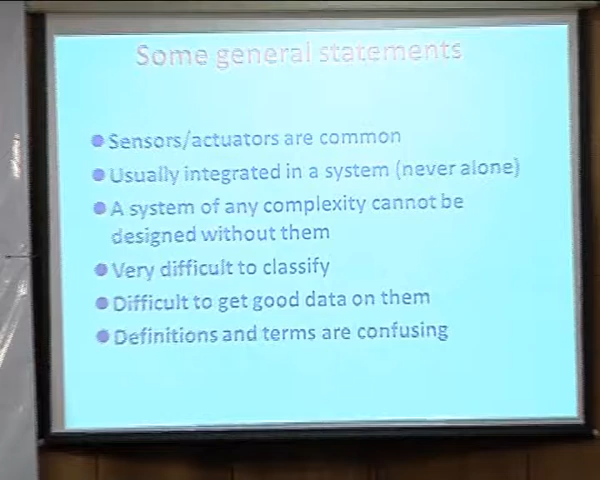 Some general statements
Sensors/actuators are common
Usually integrated in a system (never alone)
A system of any complexity cannot be
designed without them
Very difficult to classify
Difficult to get good data on them
Definitions and terms are confusing